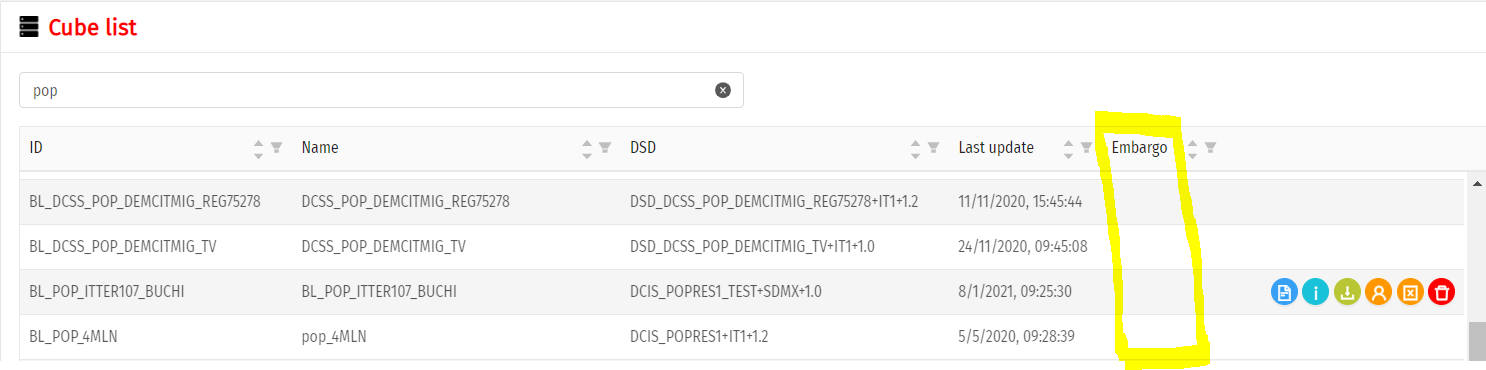 Cube list
pop
ID Name DSD Last update Embargo
BL_DCSS_POP_DEMCITMIG_REG75278 DCSS_POP_DEMCITMIG_REG75278 DSD_DCSS_POP_DEMCITMIG_REG75278+IT1+1.2 11/11/2020, 15:45:44
BL_DCSS_POP_DEMCITMIG_TV DCSS_POP_DEMCITMIG_TV DSD_DCSS_POP_DEMCITMIG_TV+IT1+1.0 24/11/2020, 09:45:08
BL_POP_ITTER107_BUCHI BL_POP_ITTER107_BUCHI DCIS_POPRES1_TEST+SDMX+1.0 8/1/2021, 09:25:30
BL_POP_4MLN pop_4MLN DCIS_POPRES1+IT1+1.2 5/5/2020, 09:28:39